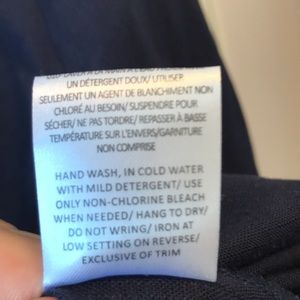 UN DÉTERGENT DOUX/ UTILISER
SEULEMENT UN AGENT DE BLANCHIMENT NON
CHLORÉ AU BESOIN/ SUSPENDRE POUR
SÉCHER/ NE PAS TORDRE/ REPASSER À BASSE
TEMPÉRATURE SUR L'ENVERS/GARNITURE
NON COMPRISE
HAND WASH, IN COLD WATER
WITH MILD DETERGENT/ USE
ONLY NON-CHLORINE BLEACH
WHEN NEEDED/ HANG TO DRY/
DO NOT WRING/ IRON AT
LOW SETTING ON REVERSE/
EXCLUSIVE OF TRIM